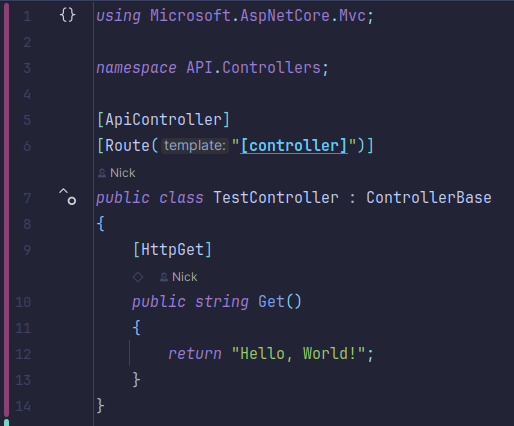 1 using Microsoft.AspNetCore.Mvc;
2
3 namespace API.Controllers;
4
5 [ApiController]
6 [Route(template: "[controller]")]
Nick
7 public class TestController : ControllerBase
8 {
9 [HttpGet]
Nick
10 public string Get()
11 {
12 return "Hello, World!";
13 }
14 }